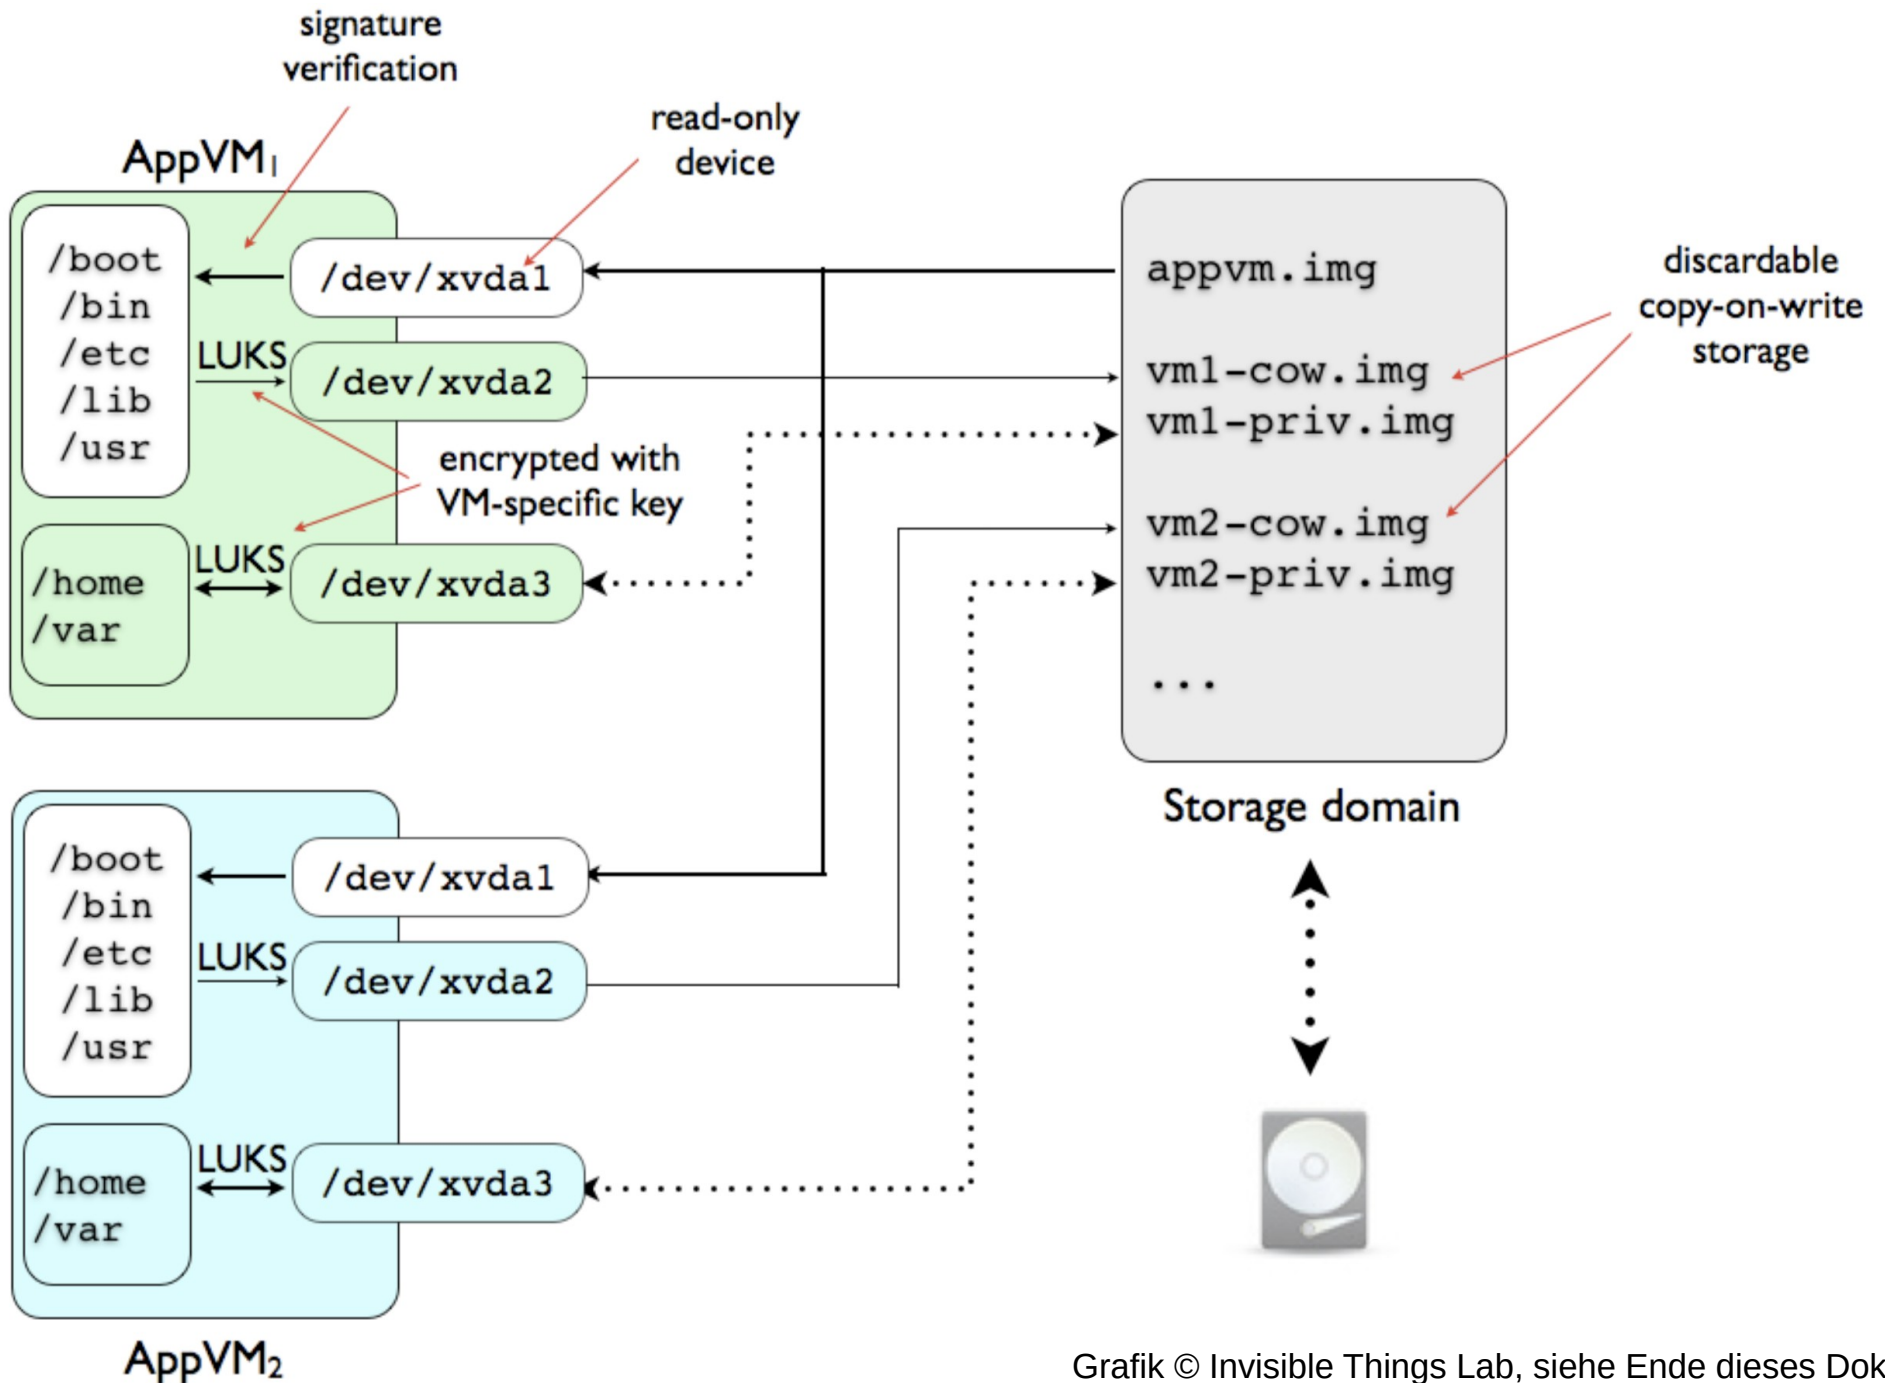 signature
verification
read-only
device
AppVM1
/boot
/bin
/etc
/lib
/usr
/dev/xvda1
LUKS
/dev/xvda2
encrypted with
VM-specific key
/home
/var
LUKS
/dev/xvda3
appvm.img
vm1-cow.img
vm1-priv.img
vm2-cow.img
vm2-priv.img
...
discardable
copy-on-write
storage
Storage domain
/boot
/bin
/etc
/lib
/usr
/dev/xvda1
LUKS
/dev/xvda2
/home
/var
LUKS
/dev/xvda3
AppVM2
Grafik © Invisible Things Lab, siehe Ende dieses Dok